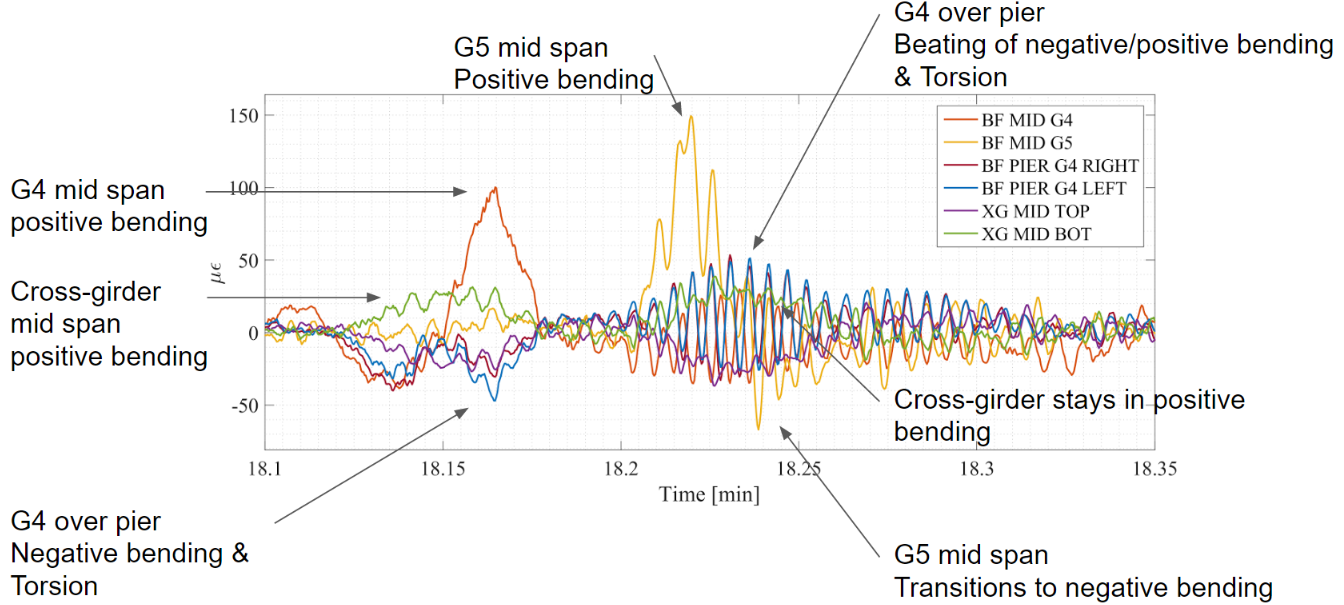 G4 over pier
Beating of negative/positive bending
& Torsion
G5 mid span
Positive bending
G4 mid span
positive bending
Cross-girder
mid span
positive bending
150
100
50
0
-50
με
BF MID G4
BF MID G5
BF PIER G4 RIGHT
BF PIER G4 LEFT
XG MID TOP
XG MID BOT
Cross-girder stays in positive
bending
18.1
18.15
18.2
18.25
18.3
18.35
Time [min]
G4 over pier
Negative bending &
Torsion
G5 mid span
Transitions to negative bending